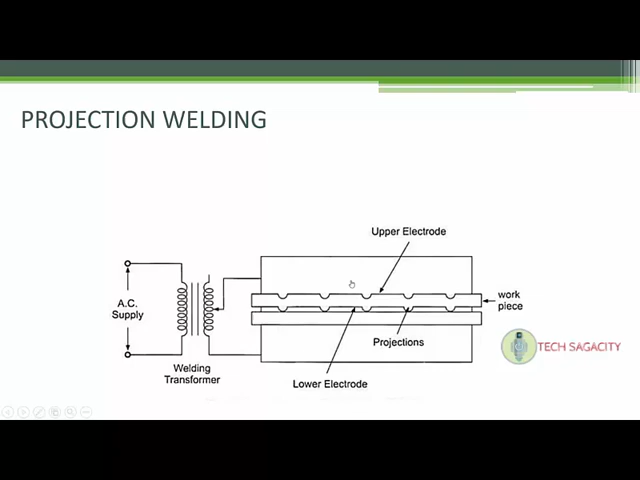 PROJECTION WELDING
Upper Electrode
A.C.
Supply
work
piece
Projections
TECH SAGACITY
Welding
Transformer
Lower Electrode